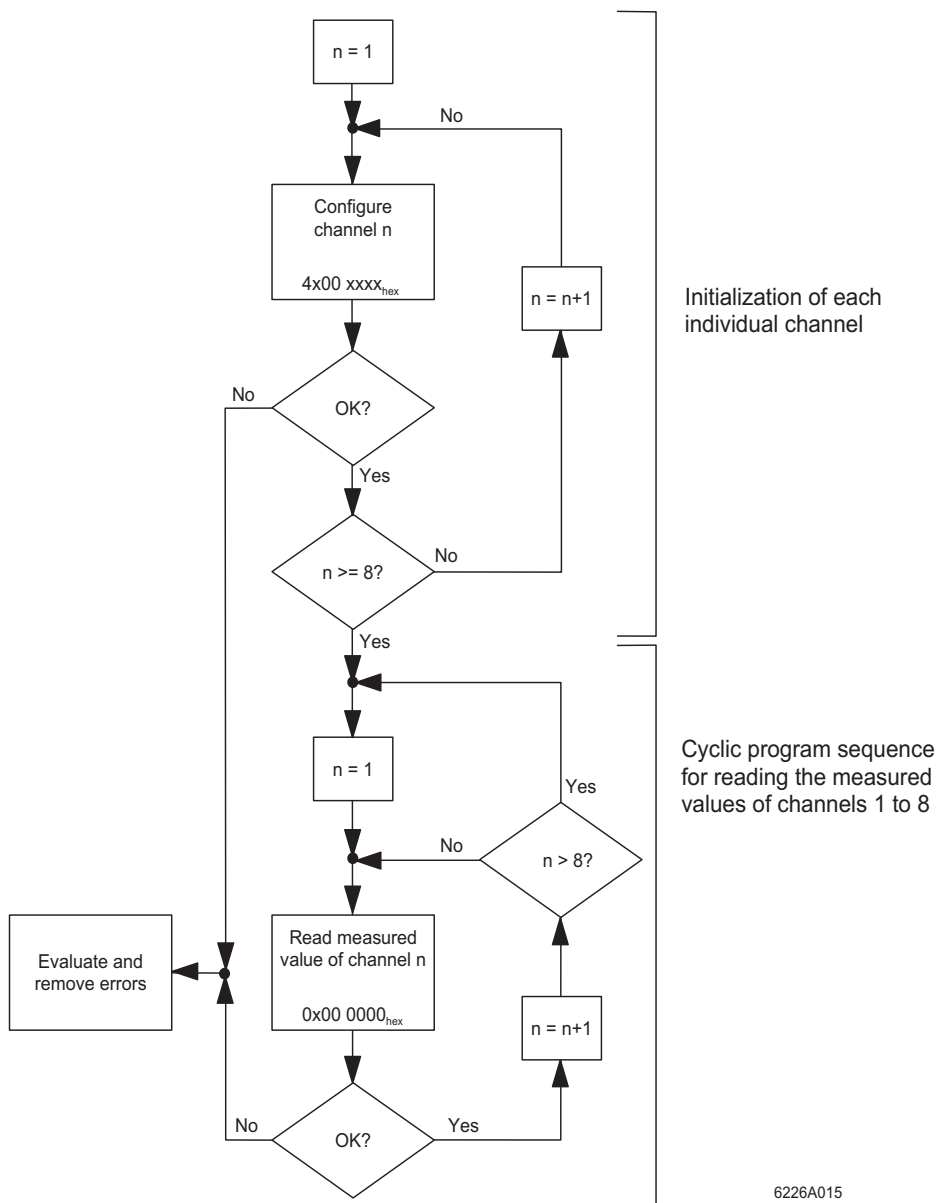 n = 1
No
Configure
channel n
4x00 xxxxhex
n = n+1
Initialization of each
individual channel
No
OK?
Yes
n >= 8?
No
Yes
n = 1
Cyclic program sequence
for reading the measured
values of channels 1 to 8
Yes
No
n > 8?
Read measured
value of channel n
0x00 0000hex
Evaluate and
remove errors
n = n+1
No
OK?
Yes
6226A015